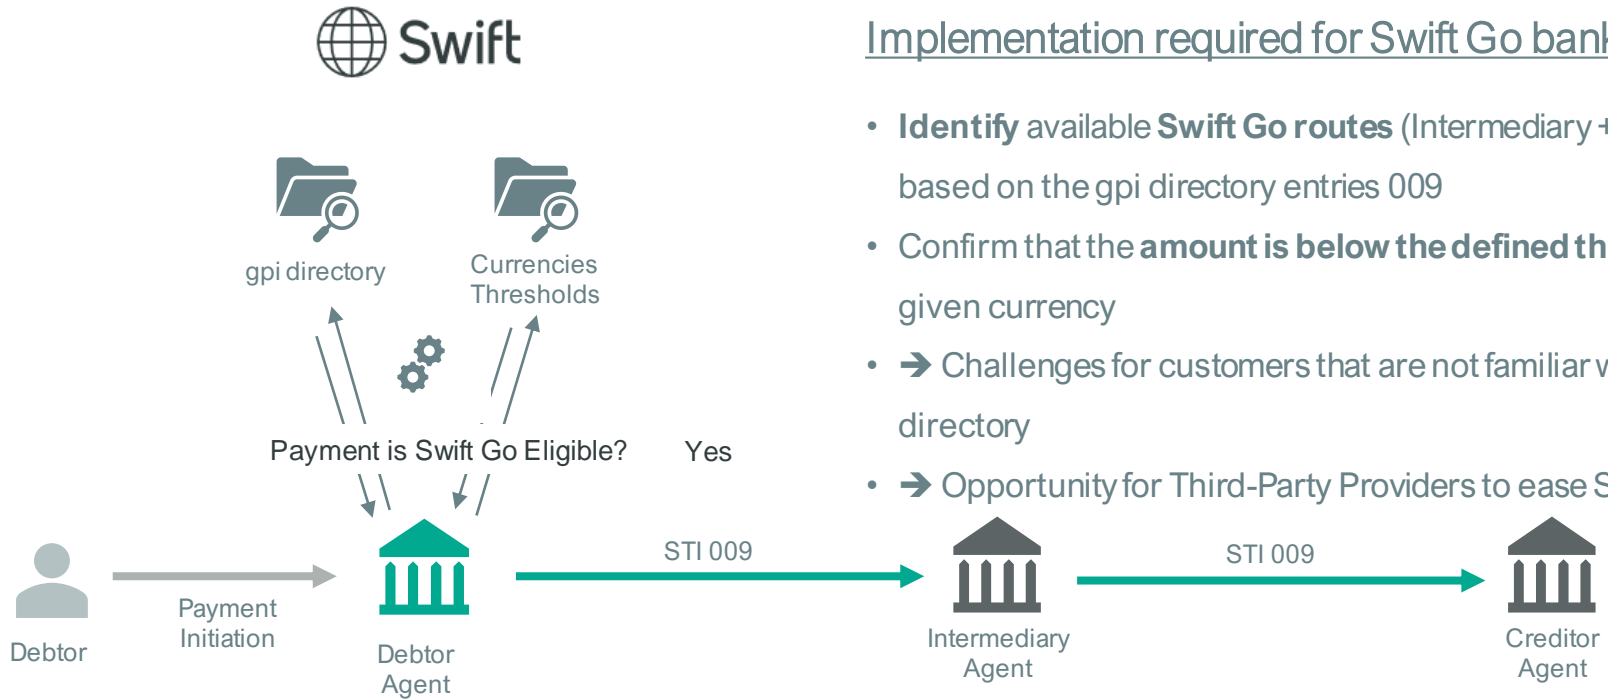 Swift
Implementation required for Swift Go bank
• Identify available Swift Go routes (Intermediary +
based on the gpi directory entries 009
• Confirm that the amount is below the defined th
given currency
• ➔ Challenges for customers that are not familiar w
directory
• ➔ Opportunity for Third-Party Providers to ease S
gpi directory
Currencies
Thresholds
Payment is Swift Go Eligible?
Yes
STI 009
STI 009
Payment
Initiation
Debtor
Debtor
Agent
Intermediary
Agent
Creditor
Agent